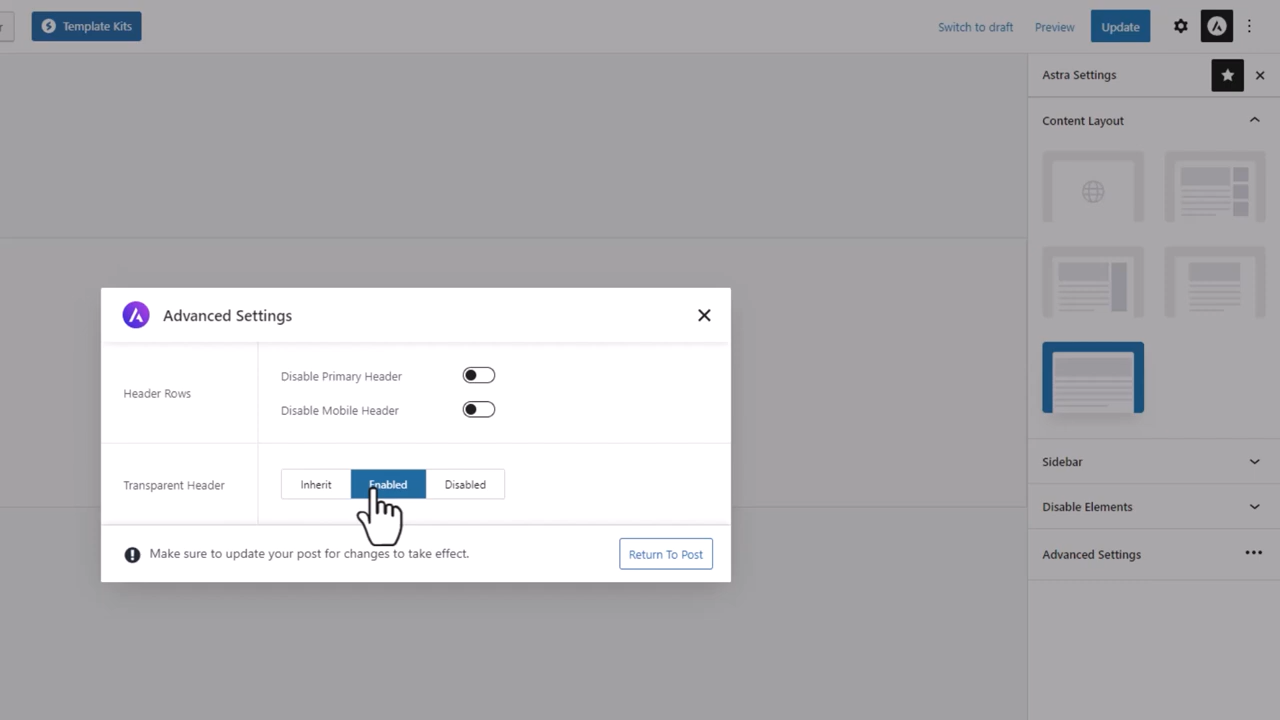 Template Kits
Switch to draft
Preview
Update
Astra Settings
Content Layout
Advanced Settings
Header Rows
Disable Primary Header
Disable Mobile Header
Transparent Header
Inherit
Enabled
Disabled
Make sure to update your post for changes to take effect.
Return To Post
Sidebar
Disable Elements
Advanced Settings